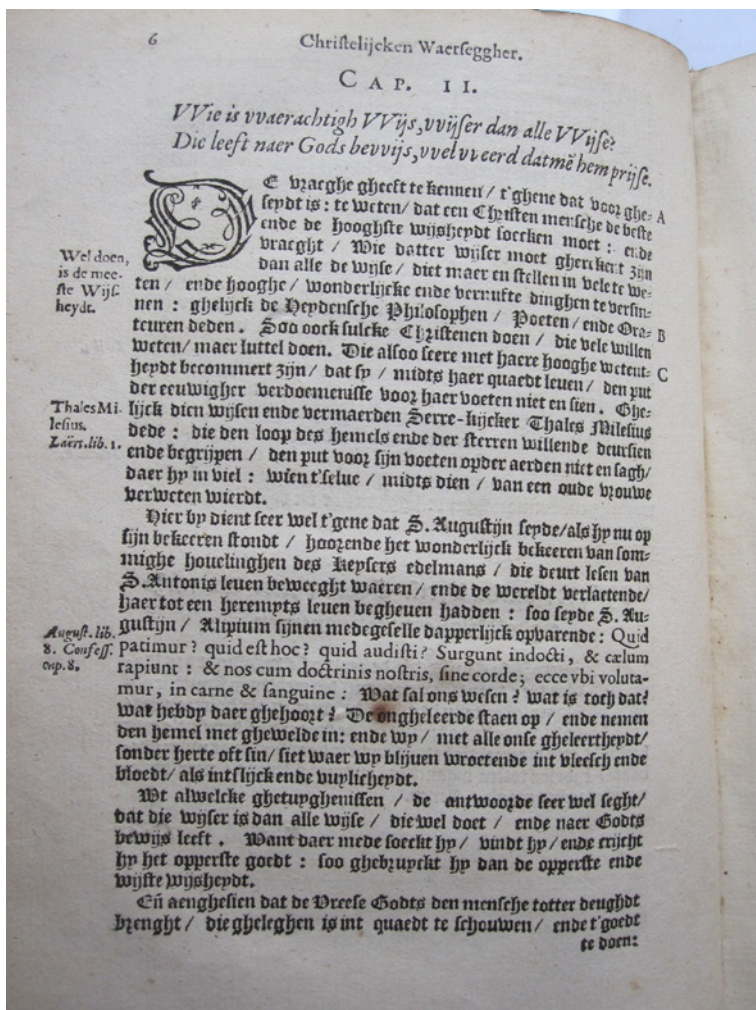 6
Christelijcken Waerseggher.
CAP. II.
VVie is vvaerachtigh VVijs, vvijser dan alle VVijse?
Die leeft naer Gods bevvijs, vvel vveerd datmẽ hem prijse.
DE vraeghe gheeft te kennen / t'ghene dat voor ghe- A
seydt is : te weten / dat een Christen mensche de beste
ende de hooghste wijsheydt soecken moet : ende
vraeght / Wie datter wijser moet gherekent zijn
dan alle de wijse / diet maer en stellen in vele te we-
Wel doen,
is de mee-
ste Wijs-
heydt.
ten / ende hooghe / wonderlijcke ende vernufte dinghen te versin-
nen : ghelijck de Heydensche Philosophen / Poeten / ende Ora-
teuren deden. Soo oock sulcke Christenen doen / die vele willen B
weten / maer luttel doen. Die alsoo seere met haere hooghe wetent-
heydt becommert zijn / dat sy / midts haer quaedt leuen / den put C
der eeuwigher verdoemenisse voor haer voeten niet en sien. Ghe-
Thales Mi-
lesius.
Laërt. lib. 1.
lijck dien wijsen ende vermaerden Serre-kijcker Thales Milesius
dede : die den loop des hemels ende der sterren willende deursien
ende begrijpen / den put voor sijn voeten opder aerden niet en sagh /
daer hy in viel : wien t'selue / midts dien / van een oude vrouwe
verweten wierdt.
Hier by dient seer wel t'gene dat S. Augustijn seyde / als hy nu op
sijn bekeeren stondt / hoorende het wonderlijck bekeeren van som-
mighe houelinghen des Keysers edelmans / die deurt lesen van
S. Antonis leuen beweeght waeren / ende de wereldt verlaetende /
haer tot een heremyts leuen begheuen hadden : soo seyde S. Au-
August. lib.
8. Confess.
cap. 8.
gustijn / Alipium sijnen medegeselle dapperlijck opvarende : Quid
patimur? quid est hoc? quid audisti? Surgunt indocti, & cælum
rapiunt : & nos cum doctrinis nostris, sine corde; ecce vbi voluta-
mur, in carne & sanguine : Wat sal ons wesen? wat is toch dat?
wat hebdy daer ghehoort? De ongheleerde staen op / ende nemen
den hemel met ghewelde in: ende wy / met alle onse gheleertheydt /
sonder herte oft sin / siet waer wy blijuen wroetende int vleesch ende
bloedt / als int slijck ende vuylicheydt.
Wt alwelcke ghetuyghenissen / de antwoorde seer wel seght /
dat die wijser is dan alle wijse / die wel doet / ende naer Godts
bewijs leeft. Want daer mede soeckt hy / vindt hy / ende crijcht
hy het opperste goedt : soo ghebruyckt hy dan de opperste ende
wijste wijsheydt.
Eñ aenghesien dat de Vreese Godts den mensche totter deughdt
brenght / die gheleghen is int quaedt te schouwen / ende t'goedt
te doen: